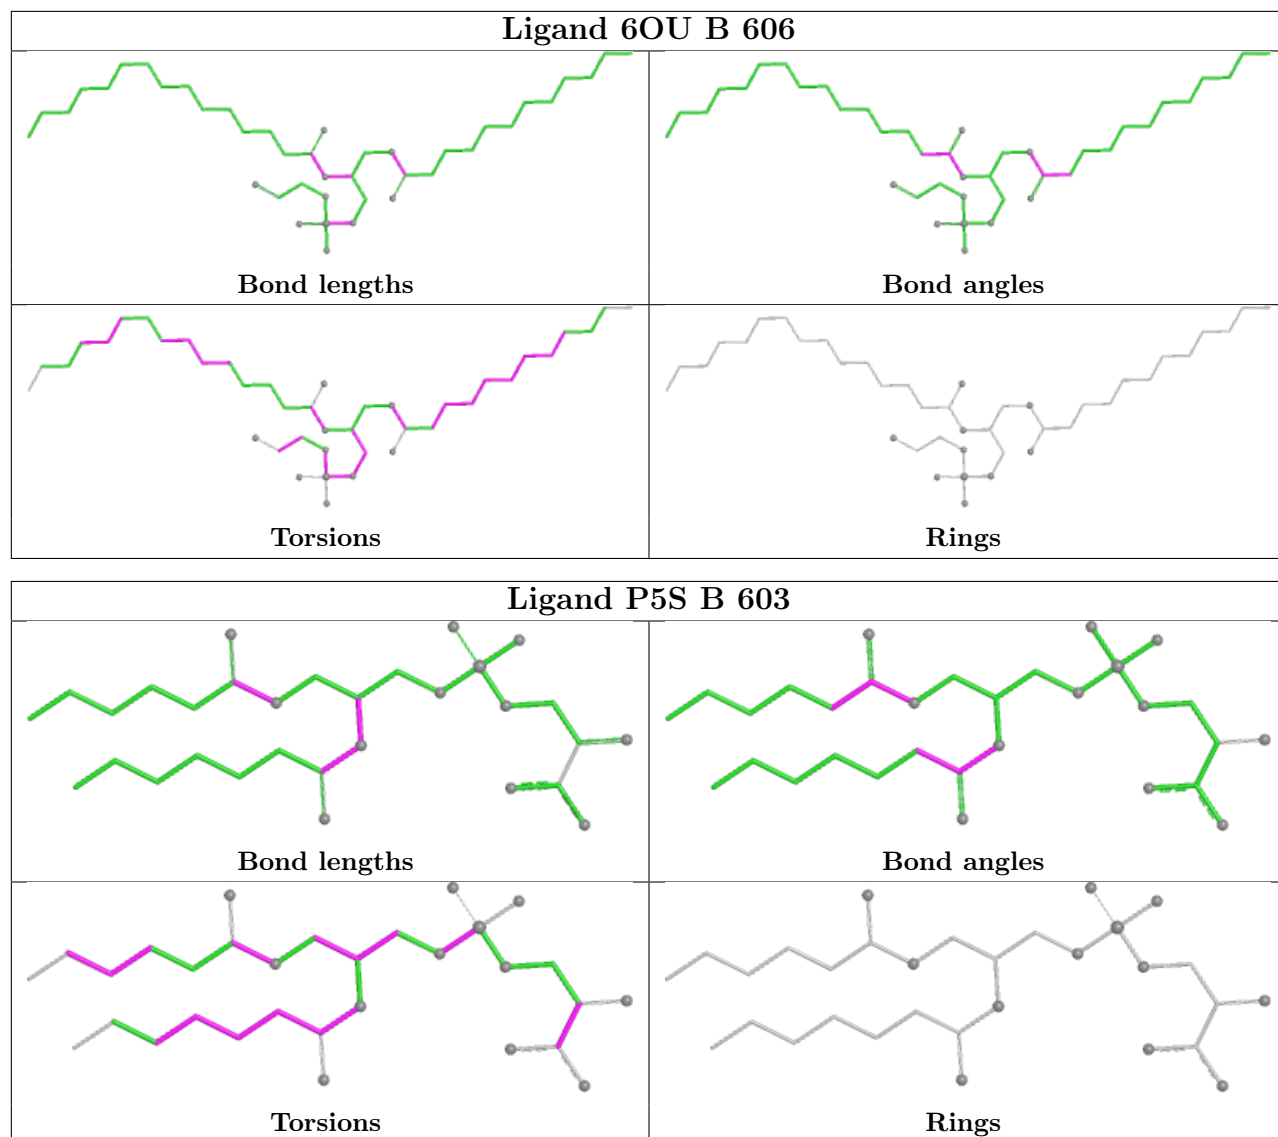 Ligand 6OU B 606
Bond lengths
Bond angles
Torsions
Rings
Ligand P5S B 603
Bond lengths
Bond angles
Torsions
Rings